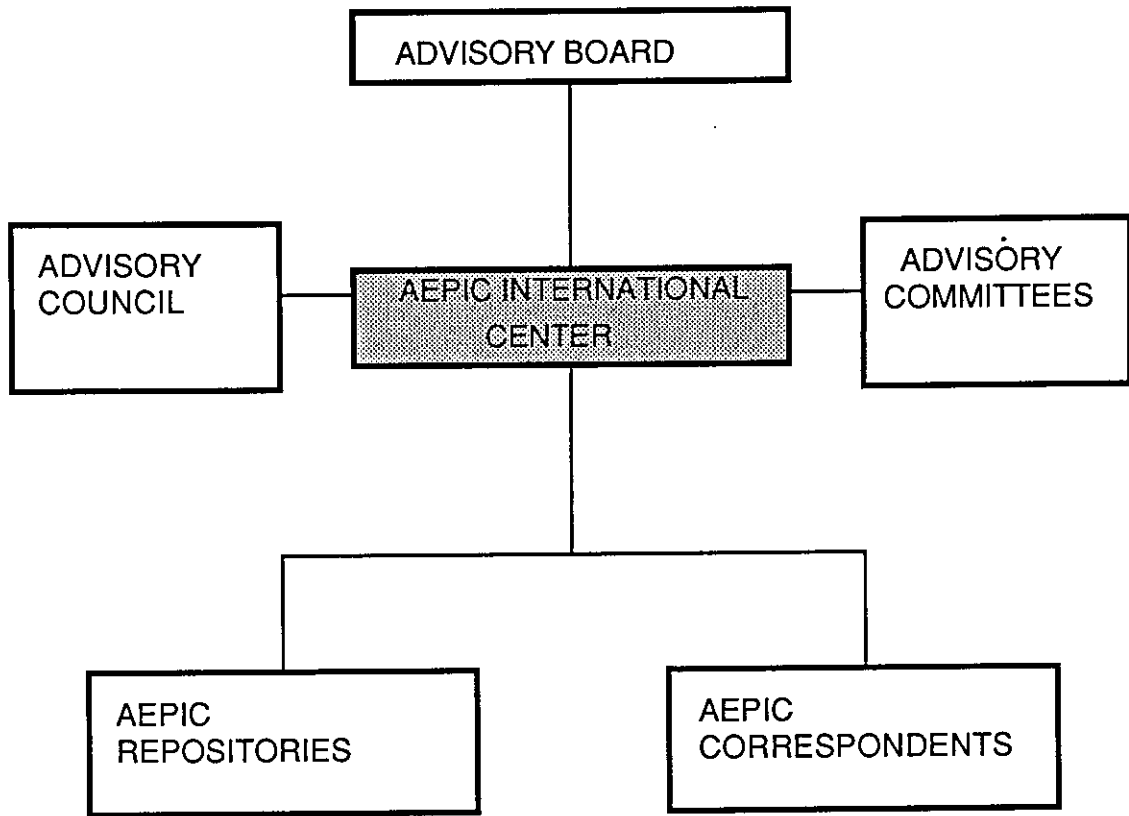 ADVISORY BOARD
ADVISORY
COUNCIL
AEPIC INTERNATIONAL
CENTER
ADVISORY
COMMITTEES
AEPIC
REPOSITORIES
AEPIC
CORRESPONDENTS